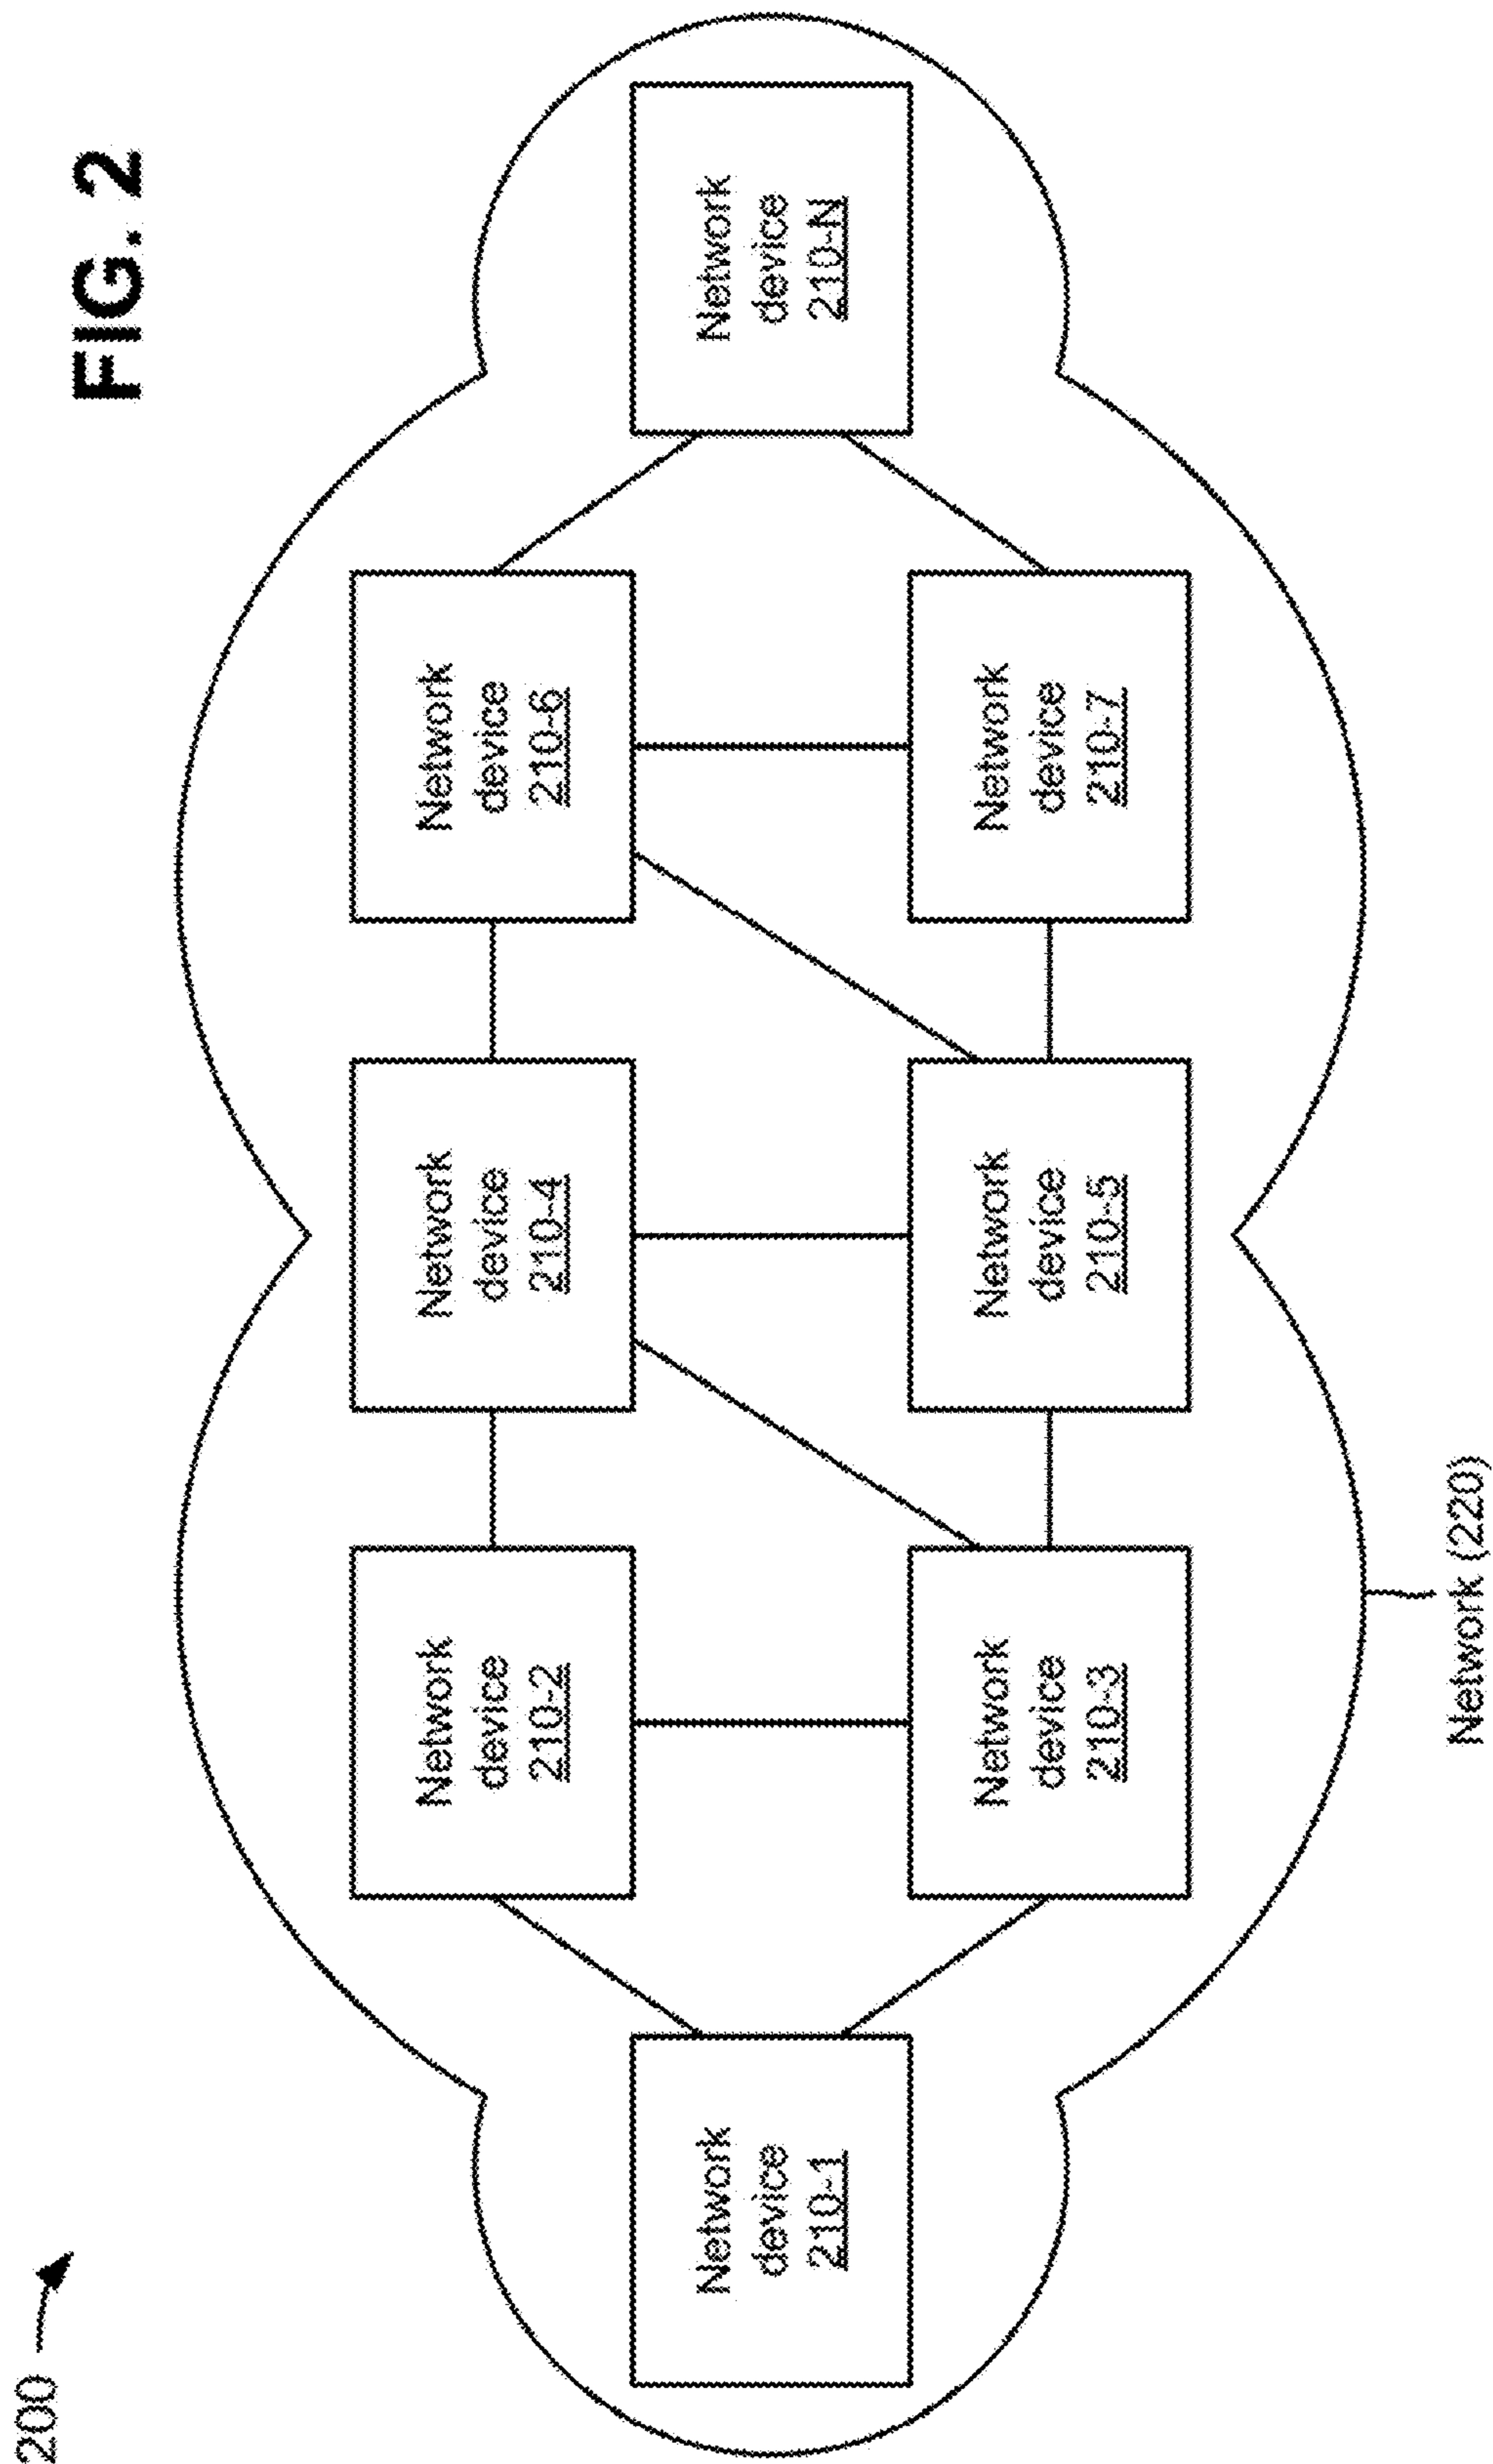 200
FIG. 2
Network
device
210-1
Network
device
210-2
Network
device
210-3
Network
device
210-4
Network
device
210-5
Network
device
210-6
Network
device
210-7
Network
device
210-N
Network (220)